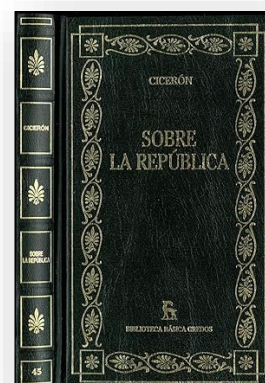 CICERÓN
SOBRE
LA REPÚBLICA
BIBLIOTECA BÁSICA GREDOS
CICERÓN
SOBRE
LA REPÚBLICA
45